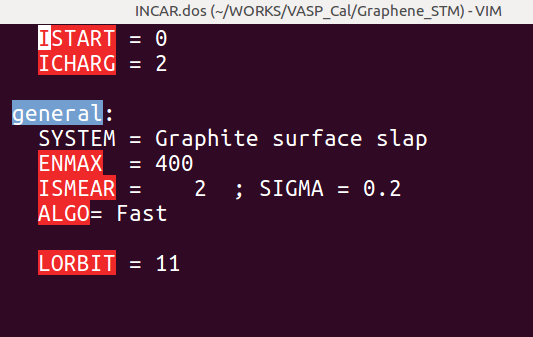 INCAR.dos (~/WORKS/VASP_Cal/Graphene_STM) - VIM
ISTART = 0
ICHARG = 2
general:
SYSTEM = Graphite surface slap
ENMAX = 400
ISMEAR = 2 ; SIGMA = 0.2
ALGO= Fast
LORBIT = 11